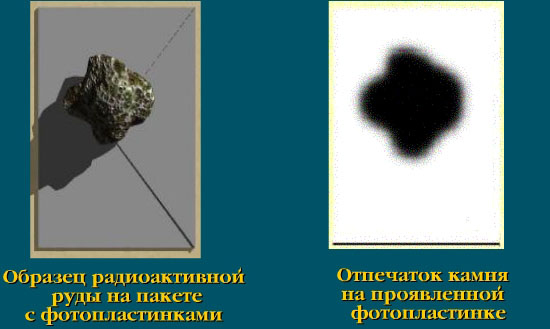 Образец радиоактивной
руды на пакете
с фотопластинками
Отпечаток камня
на проявленной
фотопластинке